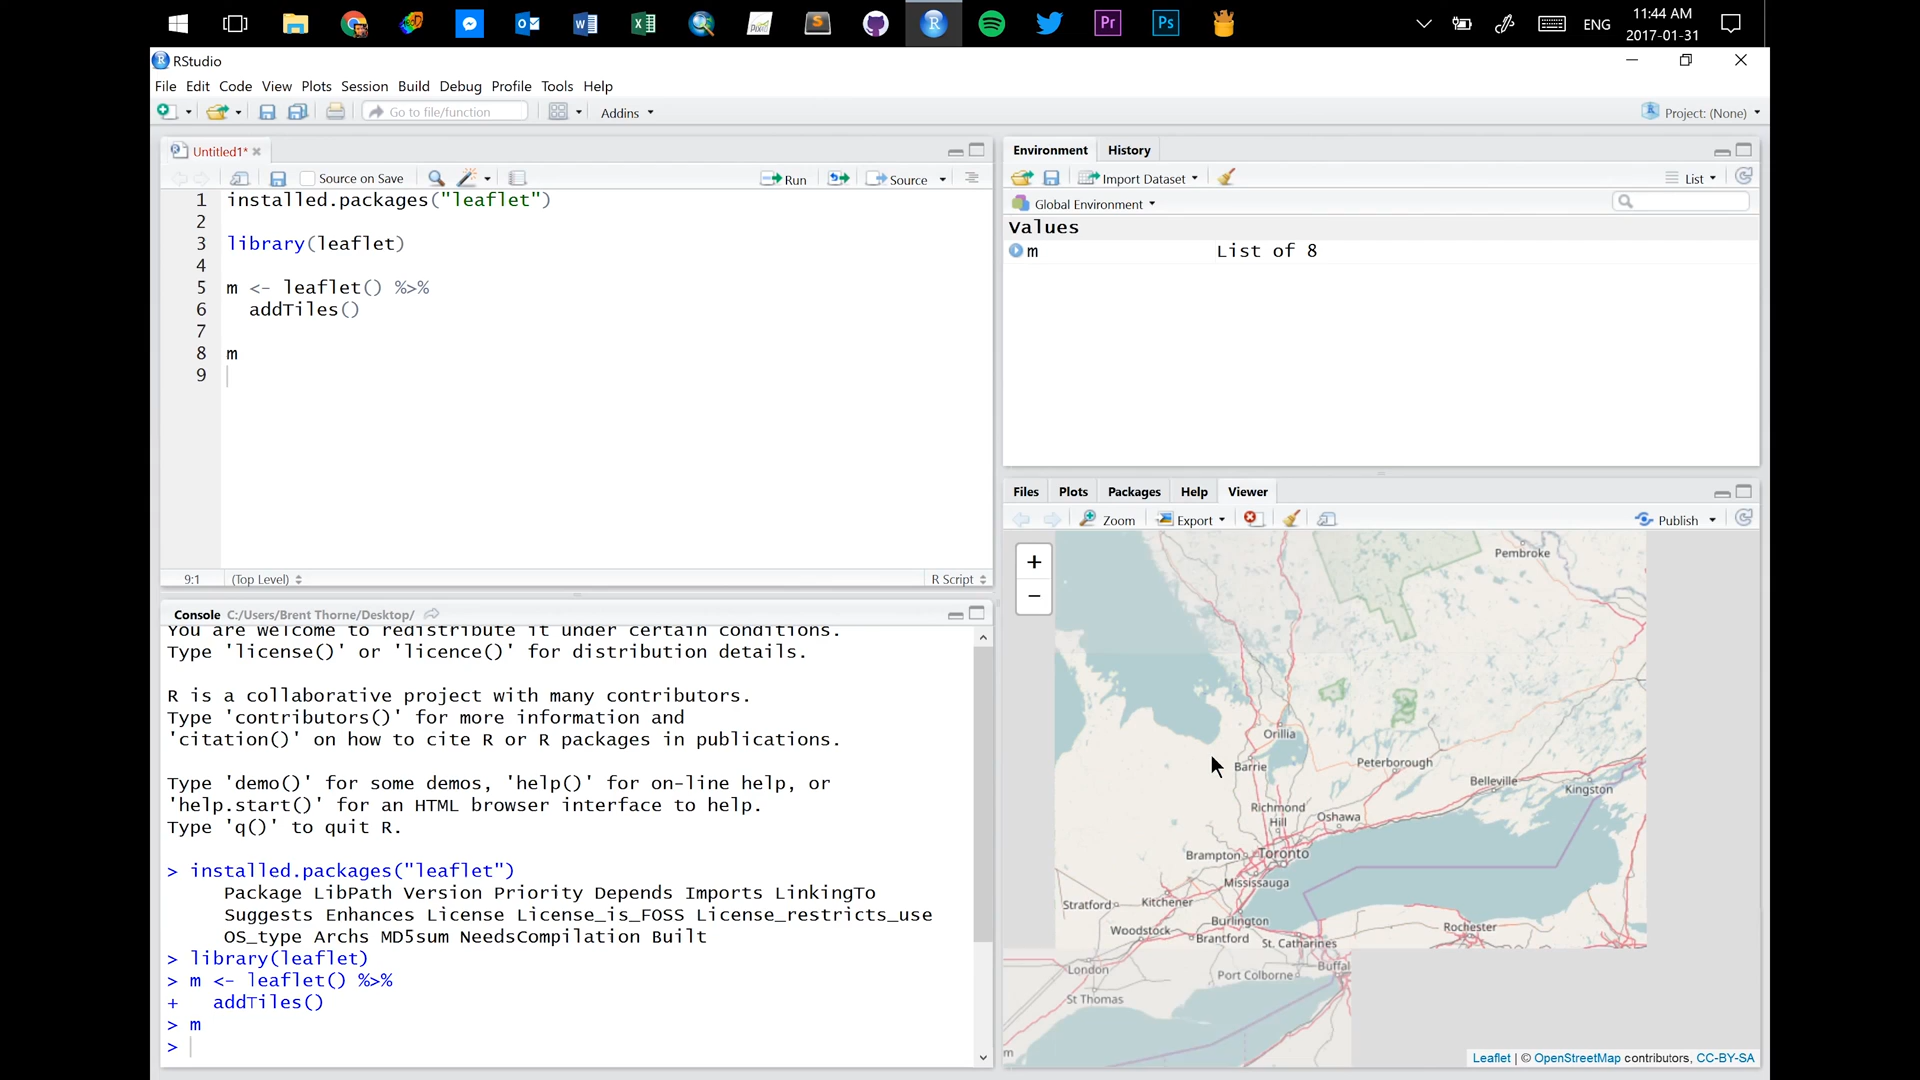 Pr
Ps
ENG
11:44 AM
2017-01-31
RStudio
File Edit Code View Plots Session Build Debug Profile Tools Help
Go to file/function
Addins
Project: (None)
Untitled1*
Source on Save
Run
Source
1 installed.packages("leaflet")
2
3 library(leaflet)
4
5 m <- leaflet() %>%
6   addTiles()
7
8 m
9
9:1
(Top Level)
R Script
Environment
History
Import Dataset
List
Global Environment
Values
m List of 8
Console C:/Users/Brent Thorne/Desktop/
You are welcome to redistribute it under certain conditions.
Type 'license()' or 'licence()' for distribution details.
R is a collaborative project with many contributors.
Type 'contributors()' for more information and
'citation()' on how to cite R or R packages in publications.
Type 'demo()' for some demos, 'help()' for on-line help, or
'help.start()' for an HTML browser interface to help.
Type 'q()' to quit R.
> installed.packages("leaflet")
     Package LibPath Version Priority Depends Imports LinkingTo
     Suggests Enhances License License_is_FOSS License_restricts_use
     OS_type Archs MD5sum NeedsCompilation Built
> library(leaflet)
> m <- leaflet() %>%
+   addTiles()
> m
>
Files Plots Packages Help Viewer
Zoom
Export
Publish
+
−
Pembroke
Orillia
Barrie
Peterborough
Belleville
Kingston
Richmond
Hill
Oshawa
Brampton
Toronto
Mississauga
Stratford
Kitchener
Burlington
Rochester
Woodstock
Brantford
St. Catharines
London
Port Colborne
Buffal
St Thomas
m
Leaflet | © OpenStreetMap contributors, CC-BY-SA